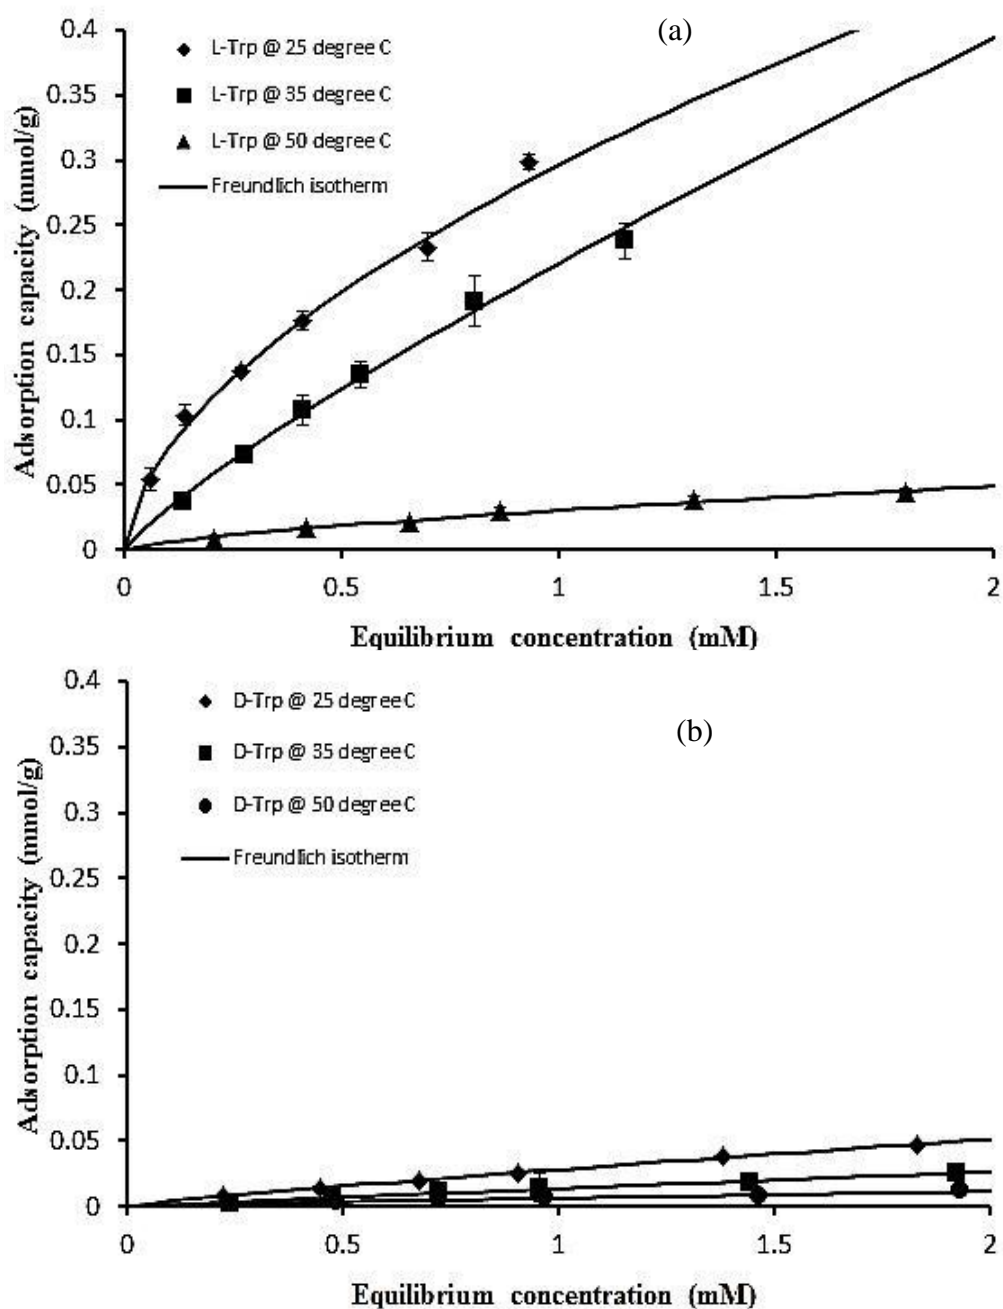 (a)
0.4
0.35
0.3
0.25
0.2
0.15
0.1
0.05
0
L-Trp @ 25 degree C
L-Trp @ 35 degree C
L-Trp @ 50 degree C
Freundlich isotherm
Adsorption capacity (mmol/g)
0 0.5 1 1.5 2
Equilibrium concentration (mM)
(b)
0.4
0.35
0.3
0.25
0.2
0.15
0.1
0.05
0
D-Trp @ 25 degree C
D-Trp @ 35 degree C
D-Trp @ 50 degree C
Freundlich isotherm
Adsorption capacity (mmol/g)
0 0.5 1 1.5 2
Equilibrium concentration (mM)